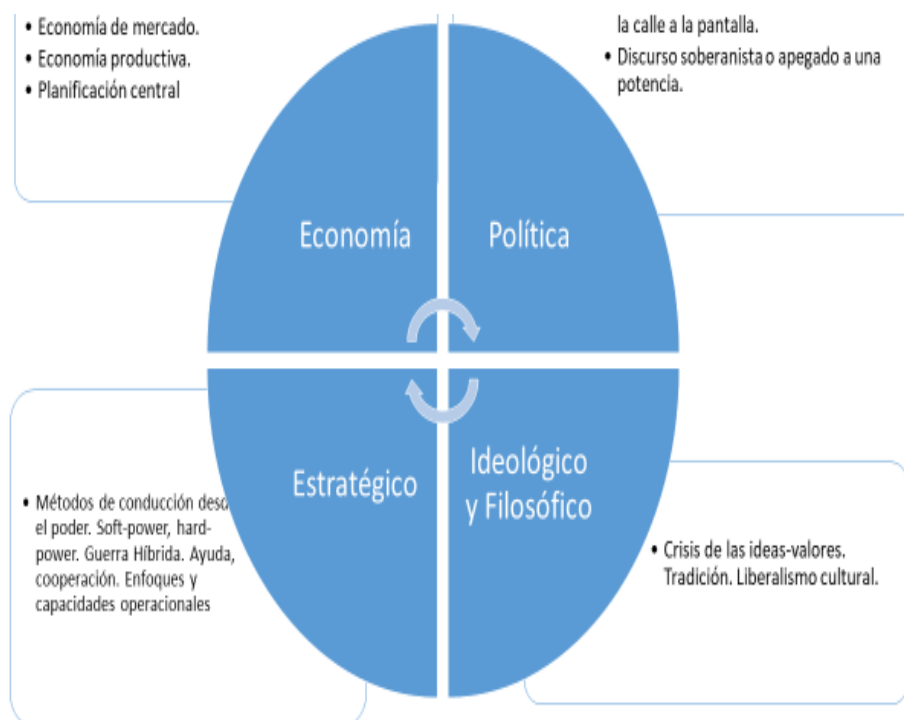 • Economía de mercado.
• Economía productiva.
• Planificación central
la calle a la pantalla.
• Discurso soberanista o apegado a una
potencia.
Economía
Política
Estratégico
Ideológico
y Filosófico
• Métodos de conducción desd
el poder. Soft-power, hard-
power. Guerra Híbrida. Ayuda,
cooperación. Enfoques y
capacidades operacionales
• Crisis de las ideas-valores.
Tradición. Liberalismo cultural.